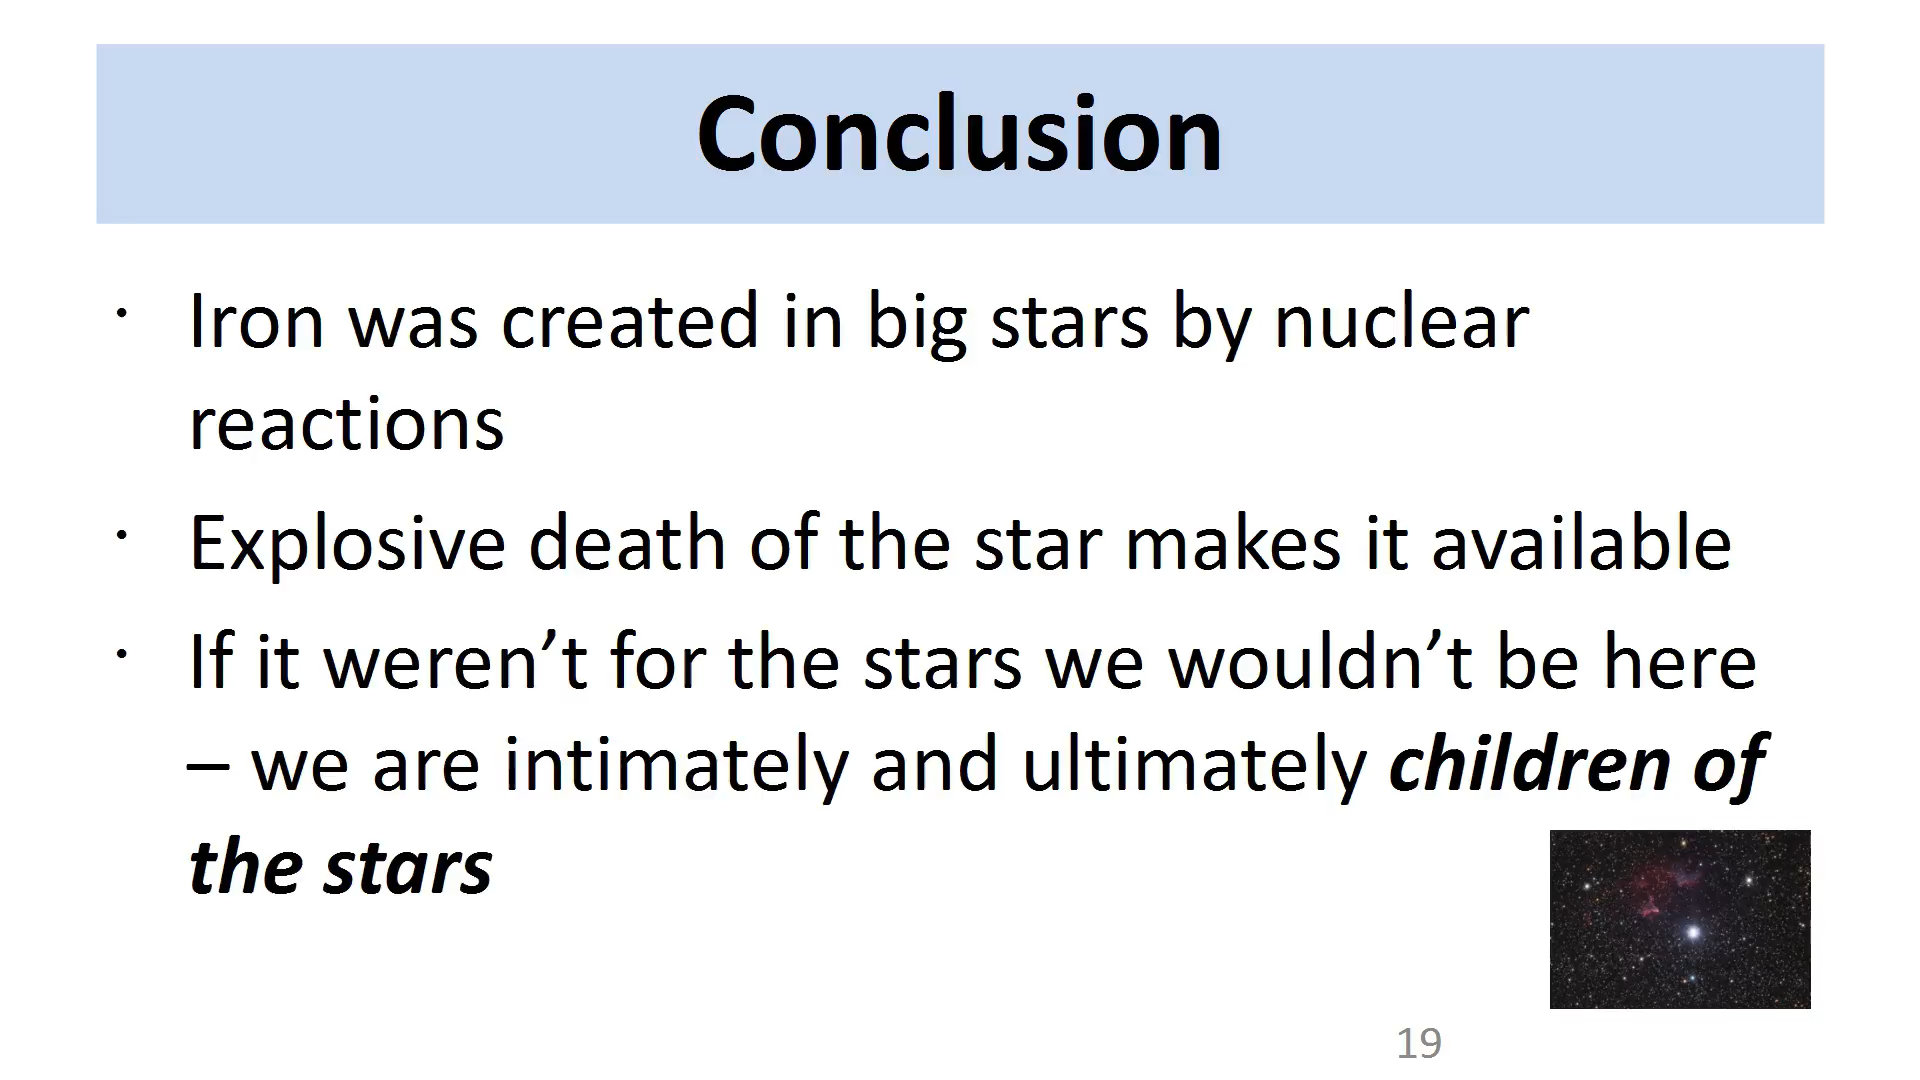 Conclusion
· Iron was created in big stars by nuclear
reactions
· Explosive death of the star makes it available
· If it weren’t for the stars we wouldn’t be here
– we are intimately and ultimately children of
the stars
19